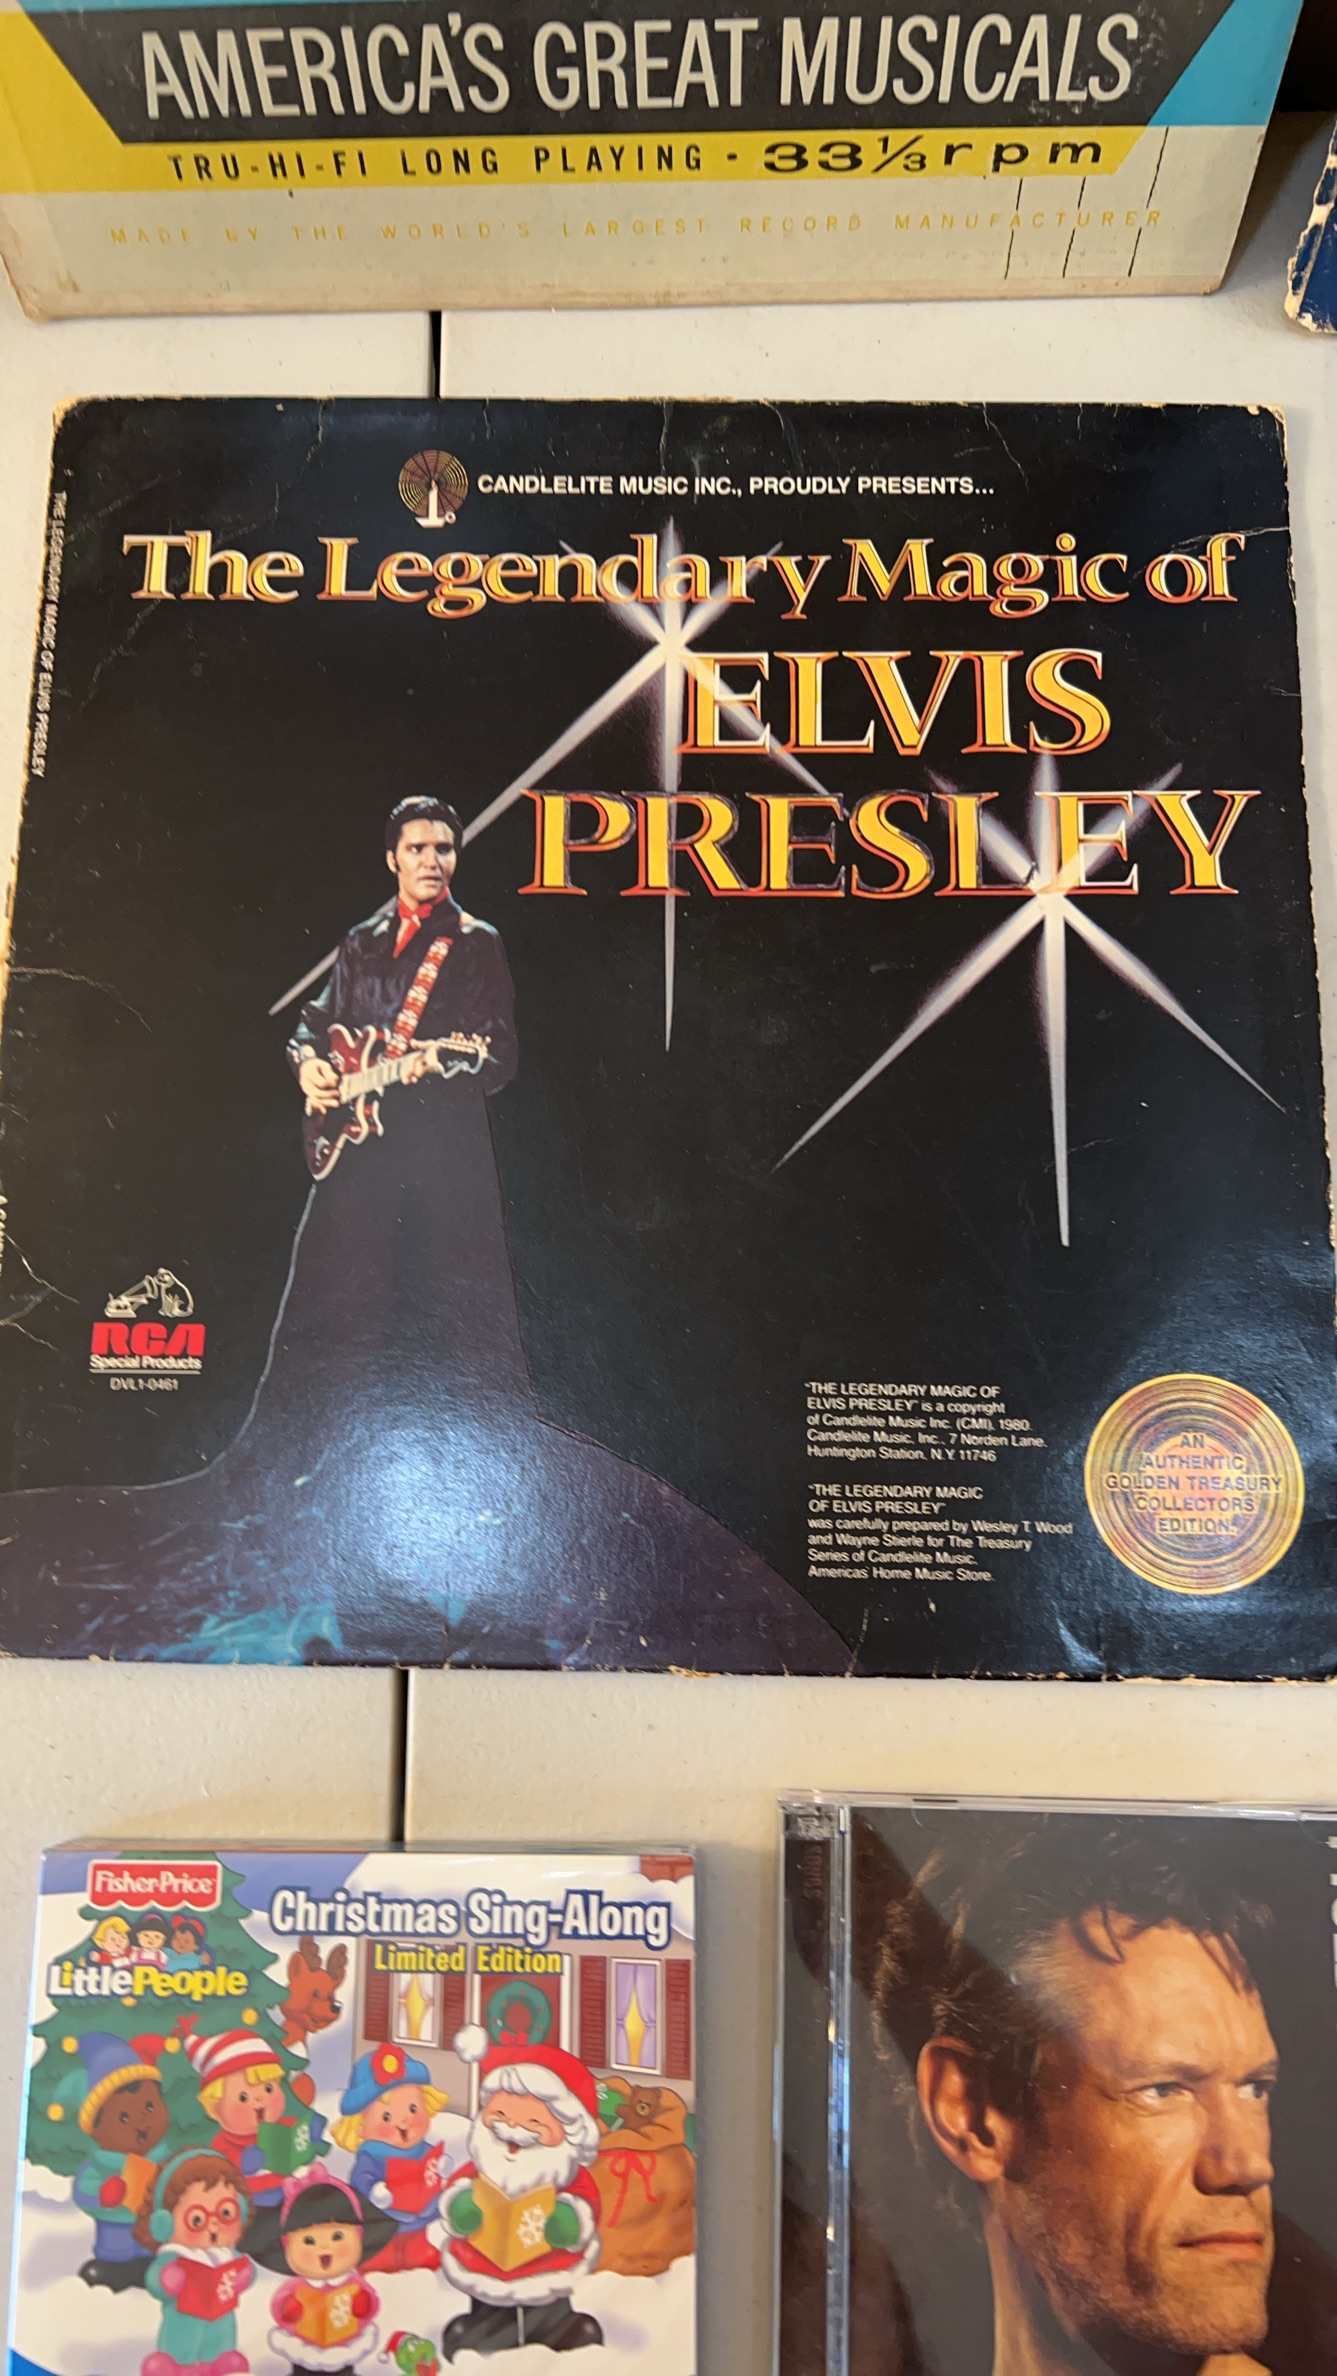 AMERICA'S GREAT MUSICALS
TRU-HI-FI LONG PLAYING - 33 1/3 rpm
MADE BY THE WORLD'S LARGEST RECORD MANUFACTURER
CANDLELITE MUSIC INC., PROUDLY PRESENTS...
The Legendary Magic of
ELVIS
PRESLEY
THE LEGENDARY MAGIC OF ELVIS PRESLEY
RCA
Special Products
DVL1-0461
"THE LEGENDARY MAGIC OF
ELVIS PRESLEY" is a copyright
of Candlelite Music Inc. (CMI), 1980.
Candlelite Music, Inc., 7 Norden Lane,
Huntington Station, N.Y. 11746
"THE LEGENDARY MAGIC
OF ELVIS PRESLEY"
was carefully prepared by Wesley T. Wood
and Wayne Stierle for The Treasury
Series of Candlelite Music,
Americas' Home Music Store.
AN
AUTHENTIC
GOLDEN TREASURY
COLLECTORS
EDITION.
Fisher-Price
Little People
Christmas Sing-Along
Limited Edition